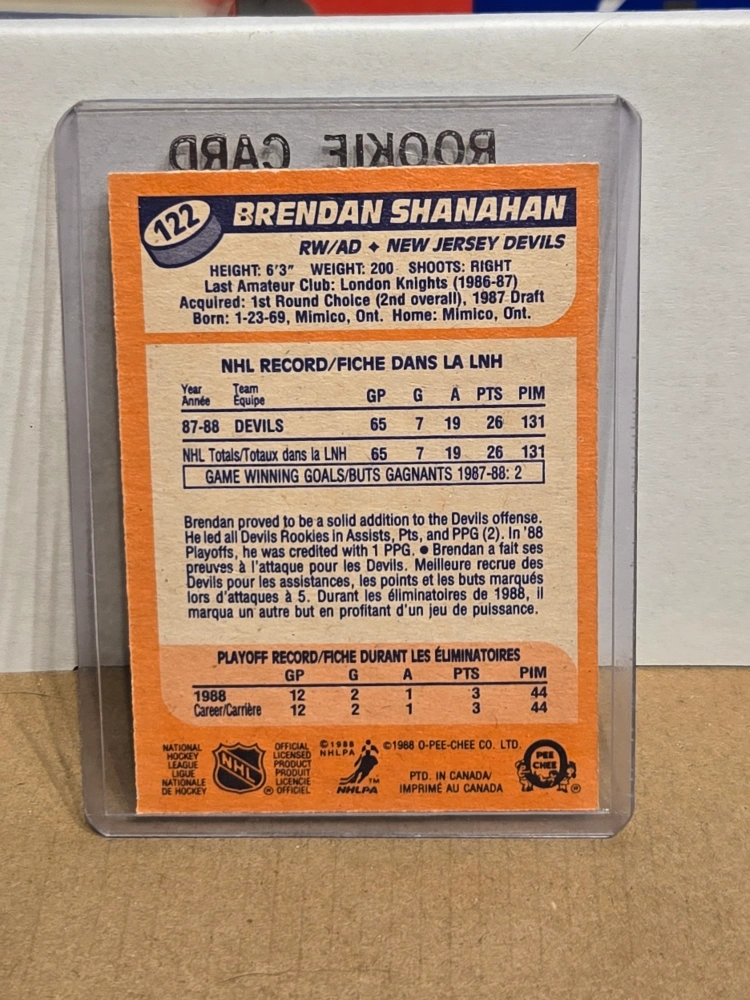 ROOKIE CARD
122 BRENDAN SHANAHAN
RW/AD ✦ NEW JERSEY DEVILS
HEIGHT: 6'3" WEIGHT: 200 SHOOTS: RIGHT
Last Amateur Club: London Knights (1986-87)
Acquired: 1st Round Choice (2nd overall), 1987 Draft
Born: 1-23-69, Mimico, Ont. Home: Mimico, Ont.
NHL RECORD/FICHE DANS LA LNH
Year Team
Année Équipe GP G A PTS PIM
87-88 DEVILS 65 7 19 26 131
NHL Totals/Totaux dans la LNH 65 7 19 26 131
GAME WINNING GOALS/BUTS GAGNANTS 1987-88: 2
Brendan proved to be a solid addition to the Devils offense.
He led all Devils Rookies in Assists, Pts, and PPG (2). In '88
Playoffs, he was credited with 1 PPG. ● Brendan a fait ses
preuves à l'attaque pour les Devils. Meilleure recrue des
Devils pour les assistances, les points et les buts marqués
lors d'attaques à 5. Durant les éliminatoires de 1988, il
marqua un autre but en profitant d'un jeu de puissance.
PLAYOFF RECORD/FICHE DURANT LES ÉLIMINATOIRES
GP G A PTS PIM
1988 12 2 1 3 44
Career/Carrière 12 2 1 3 44
NATIONAL
HOCKEY
LEAGUE
LIGUE
NATIONALE
DE HOCKEY
NHL
®
OFFICIAL
LICENSED
PRODUCT
PRODUIT
LICENCIÉ
OFFICIEL
©1988
NHLPA
TM
NHLPA
©1988 O-PEE-CHEE CO. LTD.
PTD. IN CANADA/
IMPRIMÉ AU CANADA
PEE
CHEE
®